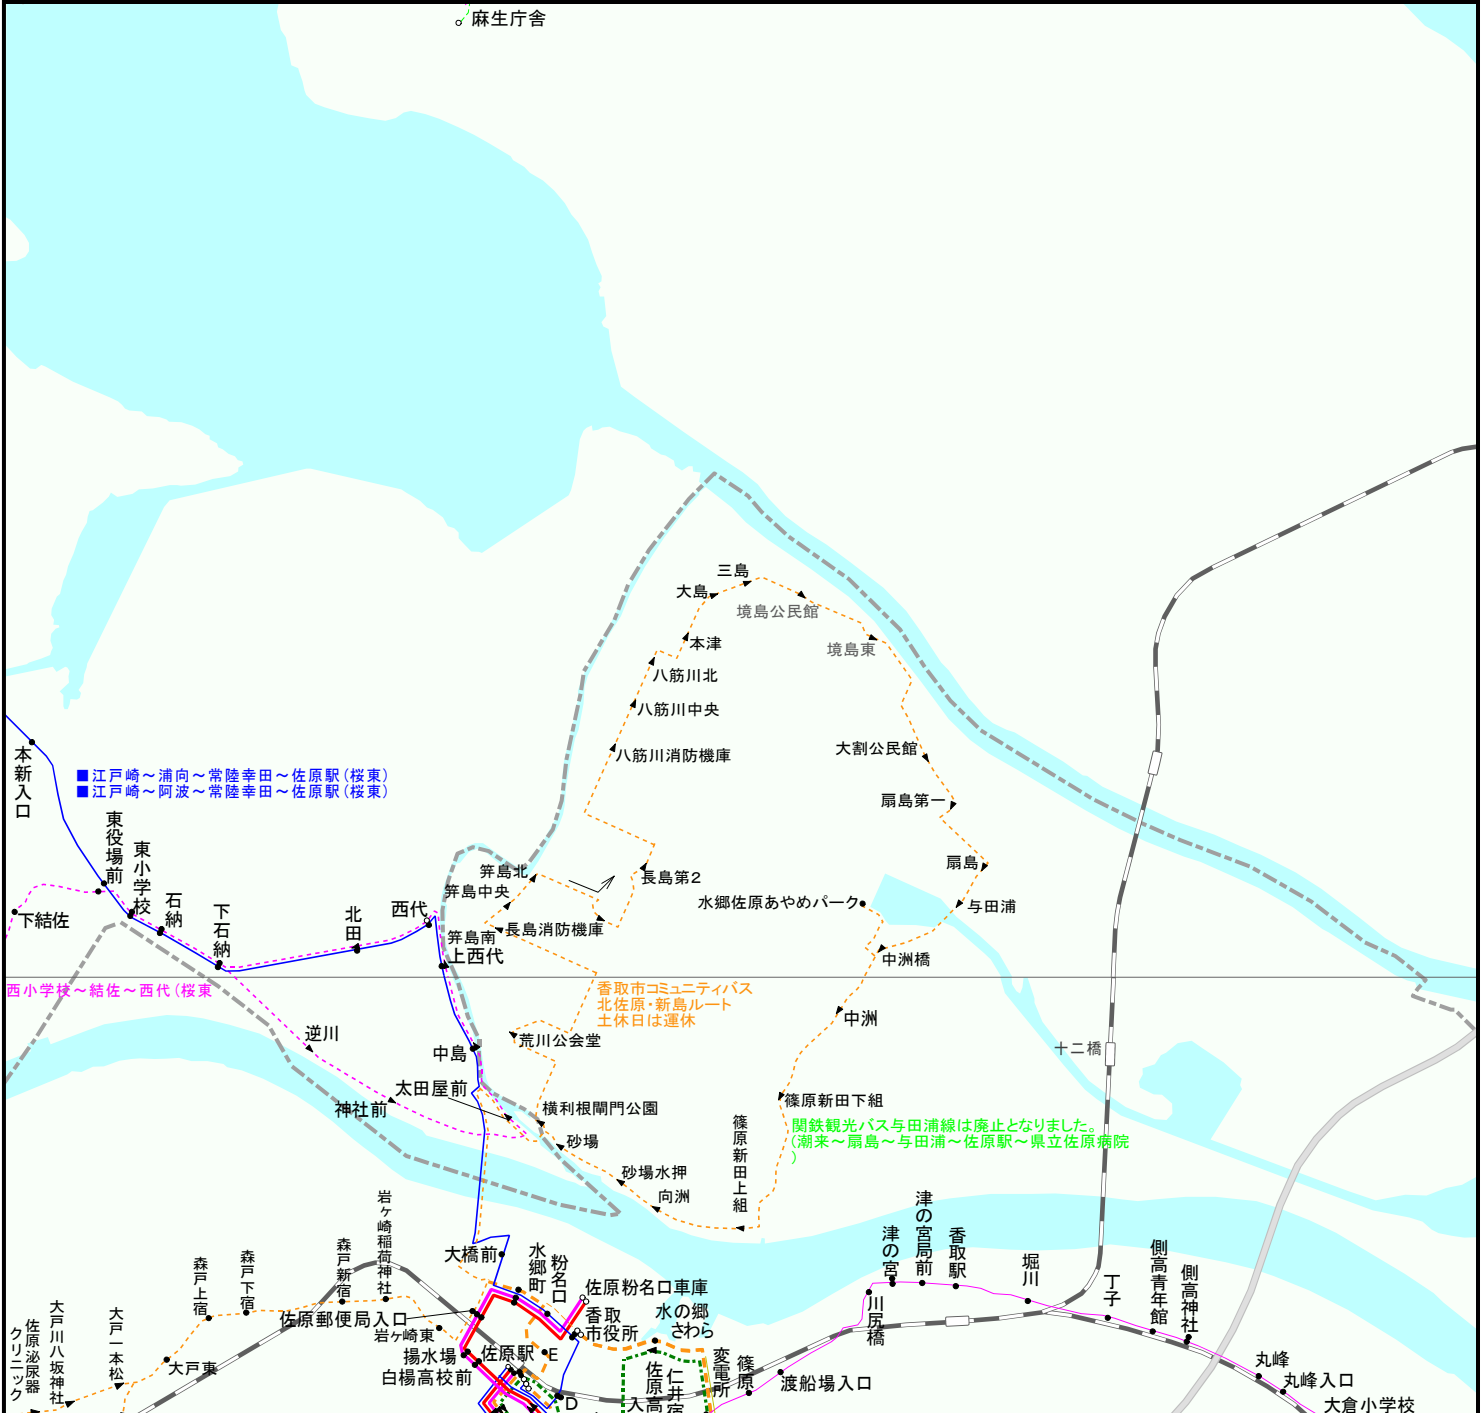 麻生庁舎
三島
大島
境島公民館
本津
境島東
八筋川北
八筋川中央
八筋川消防機庫
大割公民館
本新入口
■江戸崎～浦向～常陸幸田～佐原駅(桜東)
■江戸崎～阿波～常陸幸田～佐原駅(桜東)
扇島第一
東役場前
東小学校
石納
下石納
下結佐
北田
西代
笄島北
笄島中央
長島第2
扇島
水郷佐原あやめパーク
与田浦
長島消防機庫
笄島南
上西代
中洲橋
西小学校～結佐～西代(桜東
香取市コミュニティバス
北佐原・新島ルート
土休日は運休
中洲
逆川
荒川公会堂
中島
十二橋
太田屋前
神社前
横利根閘門公園
篠原新田下組
関鉄観光バス与田浦線は廃止となりました。
(潮来～扇島～与田浦～佐原駅～県立佐原病院
)
篠原新田上組
砂場
砂場水押
向洲
岩ヶ崎稲荷神社
森戸新宿
森戸下宿
森戸上宿
大橋前
水郷町
粉名口
佐原粉名口車庫
津の宮
津の宮局前
香取駅
堀川
丁子
側高青年館
側高神社
佐原郵便局入口
岩ヶ崎東
香取
市役所
水の郷
さわら
川尻橋
大戸一本松
大戸川八坂神社
佐原泌尿器
クリニック
大戸東
揚水場
白楊高校前
佐原駅
E
D
佐原高
入
仁井宿
変電所
篠原
渡船場入口
丸峰
丸峰入口
大倉小学校